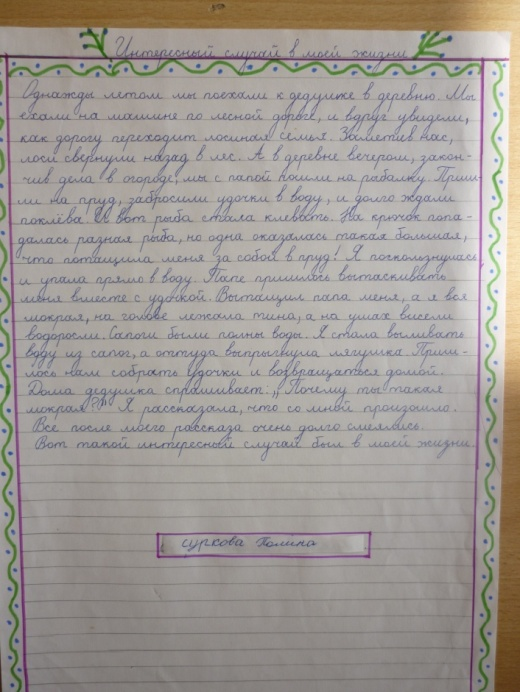 Интересный случай в моей жизни
Однажды летом мы поехали к дедушке в деревню. Мы
ехали на машине по лесной дороге, и вдруг увидели,
как дорогу переходит лосиная семья. Заметив нас,
лоси свернули назад в лес. А в деревне вечером, закон-
чив дела в огороде, мы с папой пошли на рыбалку. Приш-
ли на пруд, забросили удочки в воду, и долго ждали
поклёва. И вот рыба стала клевать. На крючок попа-
далась разная рыба, но одна оказалась такая большая,
что потащила меня за собой в пруд! Я поскользнулась
и упала прямо в воду. Папе пришлось вытаскивать
меня вместе с удочкой. Вытащил папа меня, а я вся
мокрая, на голове лежала тина, а на ушах висели
водоросли. Сапоги были полны воды. Я стала выливать
воду из сапог, а оттуда выпрыгнула лягушка. Приш-
лось нам собрать удочки и возвращаться домой.
Дома дедушка спрашивает: „Почему ты такая
мокрая?" Я рассказала, что со мной произошло.
Все после моего рассказа очень долго смеялись.
Вот такой интересный случай был в моей жизни.
Суркова Полина